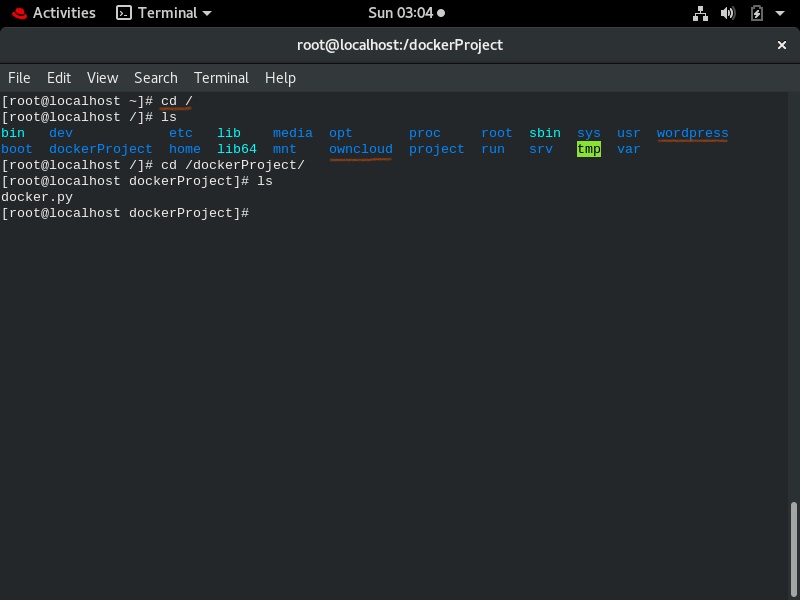 Activities Terminal Sun 03:04
root@localhost:/dockerProject
File Edit View Search Terminal Help
[root@localhost ~]# cd /
[root@localhost /]# ls
bin dev etc lib media opt proc root sbin sys usr wordpress
boot dockerProject home lib64 mnt owncloud project run srv tmp var
[root@localhost /]# cd /dockerProject/
[root@localhost dockerProject]# ls
docker.py
[root@localhost dockerProject]#